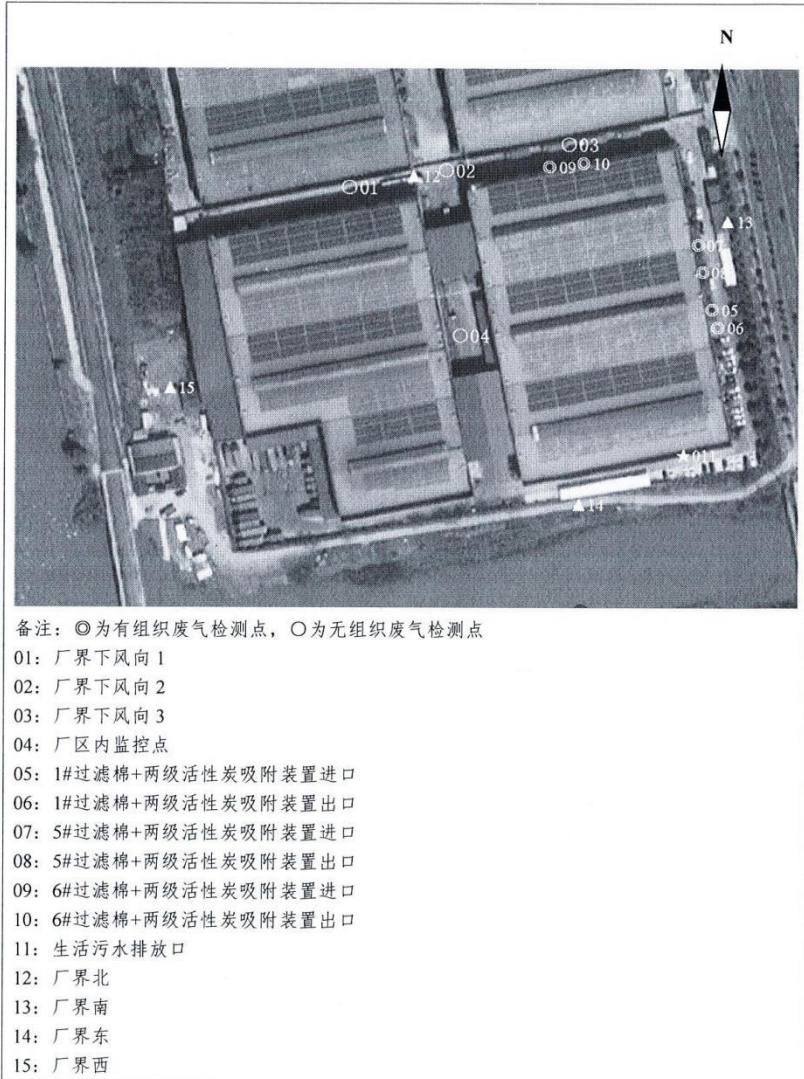 N
○03
○02
◎09 ◎10
▲12
○01
▲13
◎07
◎08
◎05
◎06
○04
▲15
★011
▲14
备注：◎为有组织废气检测点，○为无组织废气检测点
01：厂界下风向 1
02：厂界下风向 2
03：厂界下风向 3
04：厂区内监控点
05：1#过滤棉+两级活性炭吸附装置进口
06：1#过滤棉+两级活性炭吸附装置出口
07：5#过滤棉+两级活性炭吸附装置进口
08：5#过滤棉+两级活性炭吸附装置出口
09：6#过滤棉+两级活性炭吸附装置进口
10：6#过滤棉+两级活性炭吸附装置出口
11：生活污水排放口
12：厂界北
13：厂界南
14：厂界东
15：厂界西